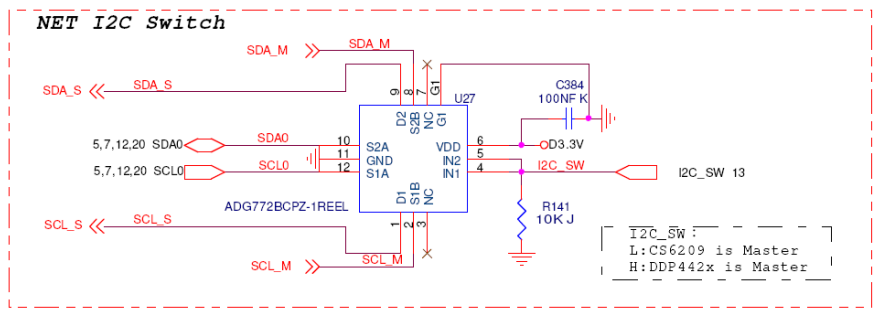 NET I2C Switch
SDA_M
SDA_M
SDA_S
SDA_S
9
8
7
G1
D2
S2B
NC
G1
U27
C384
100NF K
5,7,12,20 SDA0
SDA0
10
S2A
VDD
6
D3.3V
11
GND
IN2
5
5,7,12,20 SCL0
SCL0
12
S1A
IN1
4
I2C_SW
I2C_SW 13
D1
S1B
NC
ADG772BCPZ-1REEL
1
2
3
R141
10K J
SCL_S
SCL_S
SCL_M
SCL_M
I2C_SW :
L:CS6209 is Master
H:DDP442x is Master